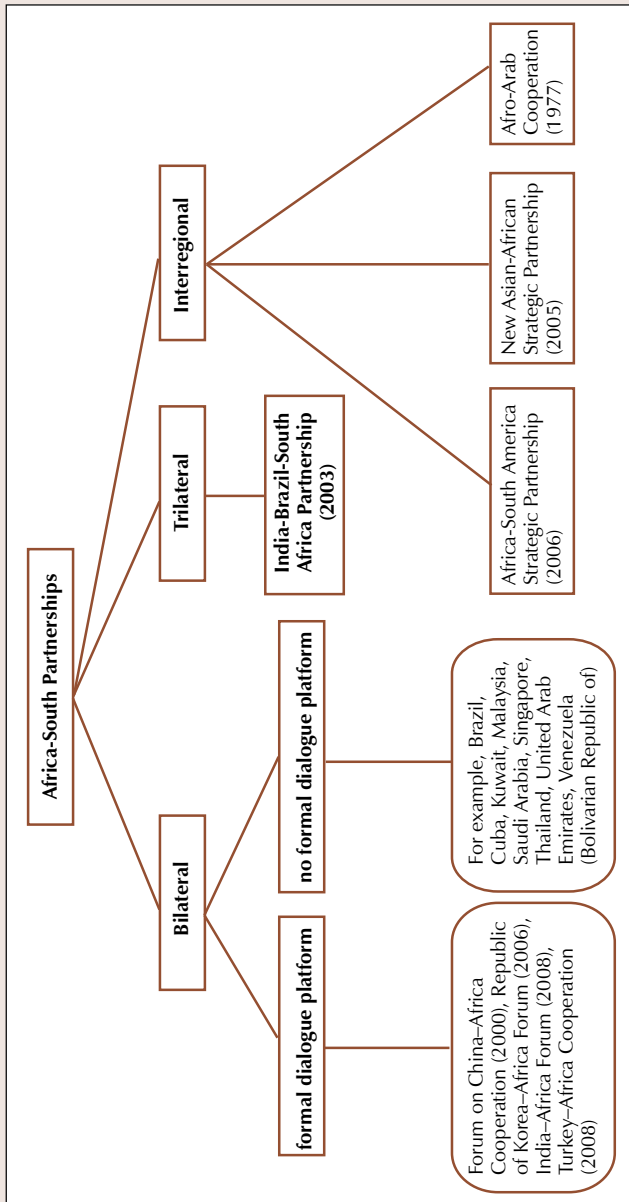 Africa-South Partnerships
Bilateral
Trilateral
Interregional
formal dialogue platform
no formal dialogue platform
India-Brazil-South
Africa Partnership
(2003)
Forum on China–Africa
Cooperation (2000), Republic
of Korea–Africa Forum (2006),
India–Africa Forum (2008),
Turkey–Africa Cooperation
(2008)
For example, Brazil,
Cuba, Kuwait, Malaysia,
Saudi Arabia, Singapore,
Thailand, United Arab
Emirates, Venezuela
(Bolivarian Republic of)
Africa-South America
Strategic Partnership
(2006)
New Asian-African
Strategic Partnership
(2005)
Afro-Arab
Cooperation
(1977)